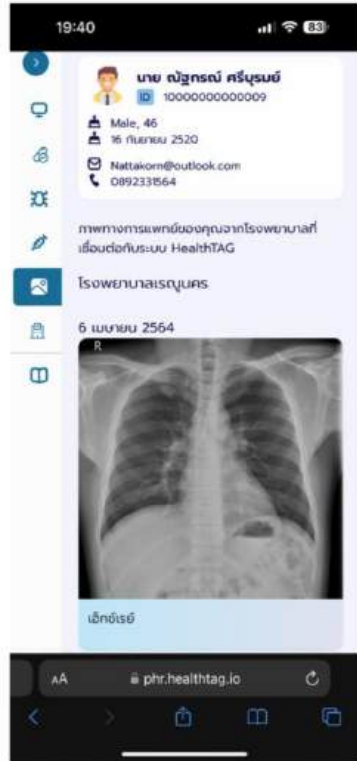 19:40
83
นาย ณัฐกรณ์ ศรีบุรมย์
ID 10000000000009
Male, 46
16 กันยายน 2520
Nattakorn@outlook.com
0892331564
ภาพทางการแพทย์ของคุณจากโรงพยาบาลที่
เชื่อมต่อกับระบบ HealthTAG
โรงพยาบาลเรณูนคร
6 เมษายน 2564
R
เอ็กซ์เรย์
AA
phr.healthtag.io